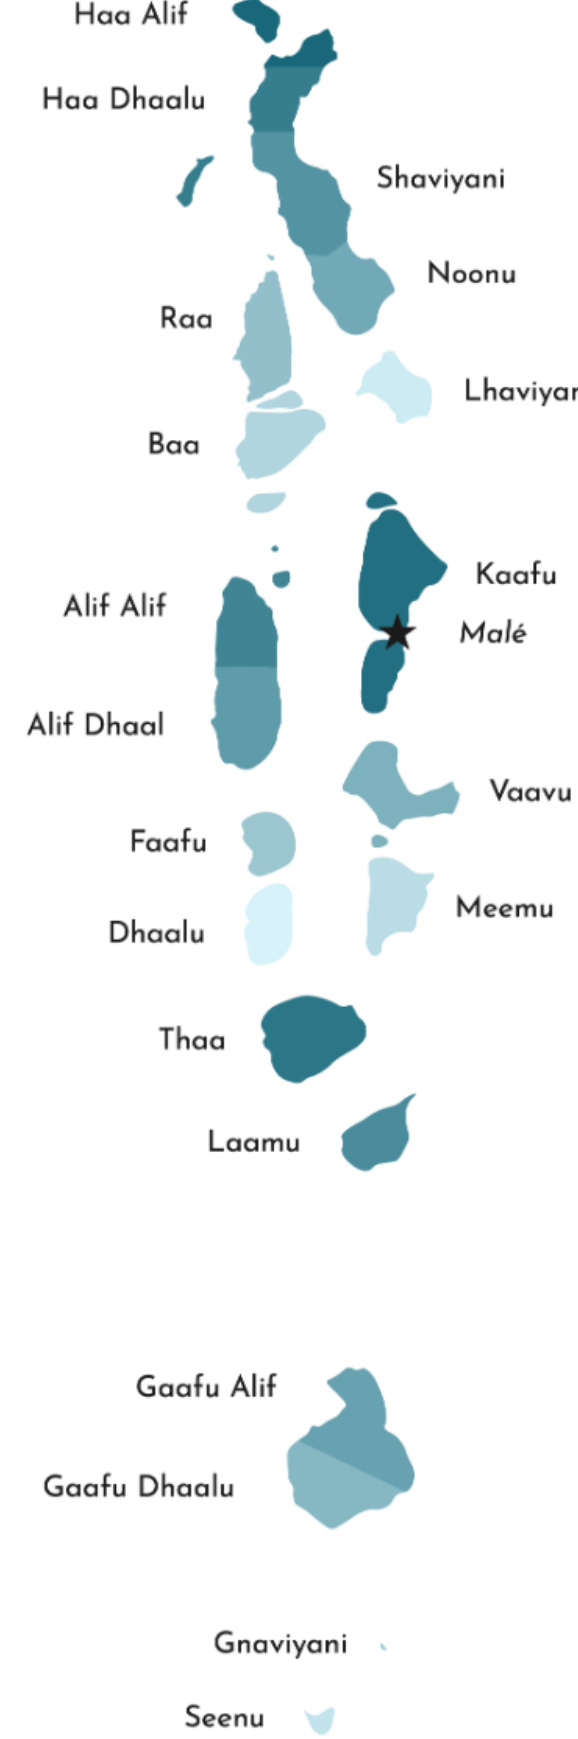 Haa Alif
Haa Dhaalu
Shaviyani
Noonu
Raa
Lhaviyan
Baa
Kaafu
Alif Alif
Malé
Alif Dhaal
Vaavu
Faafu
Meemu
Dhaalu
Thaa
Laamu
Gaafu Alif
Gaafu Dhaalu
Gnaviyani
Seenu